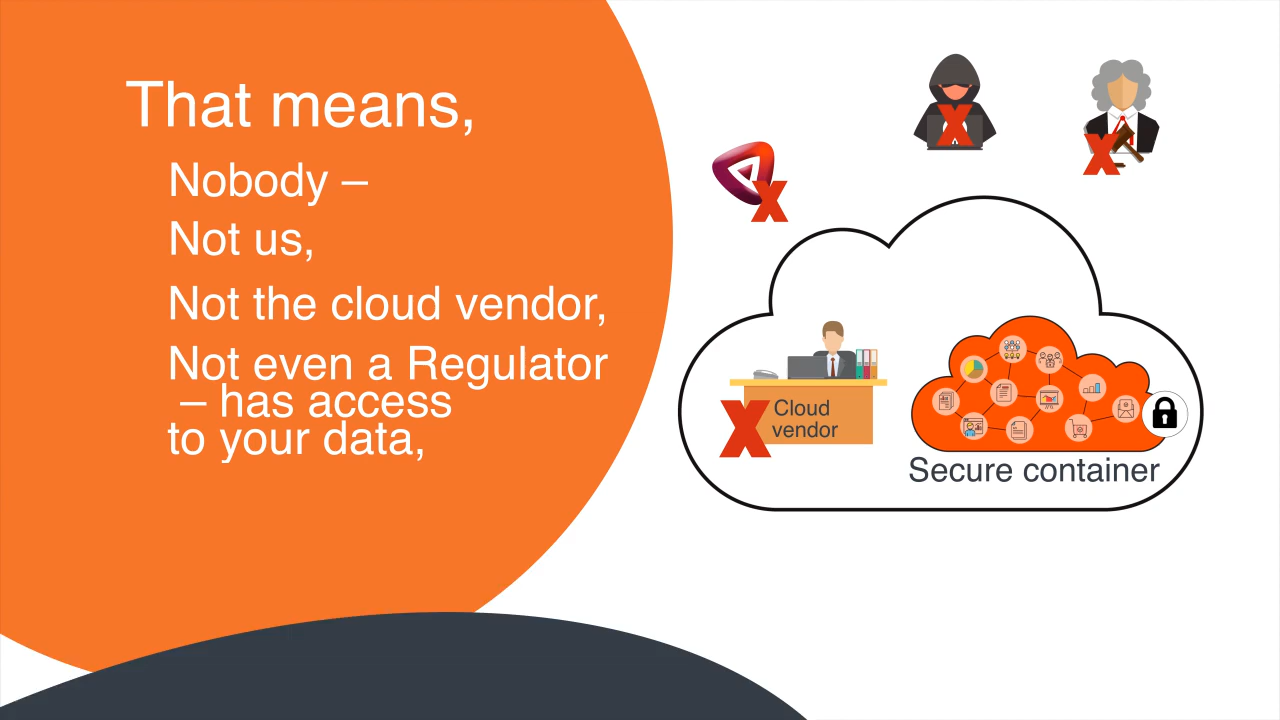 That means,
Nobody –
Not us,
Not the cloud vendor,
Not even a Regulator
– has access
to your data,
Cloud
vendor
Secure container